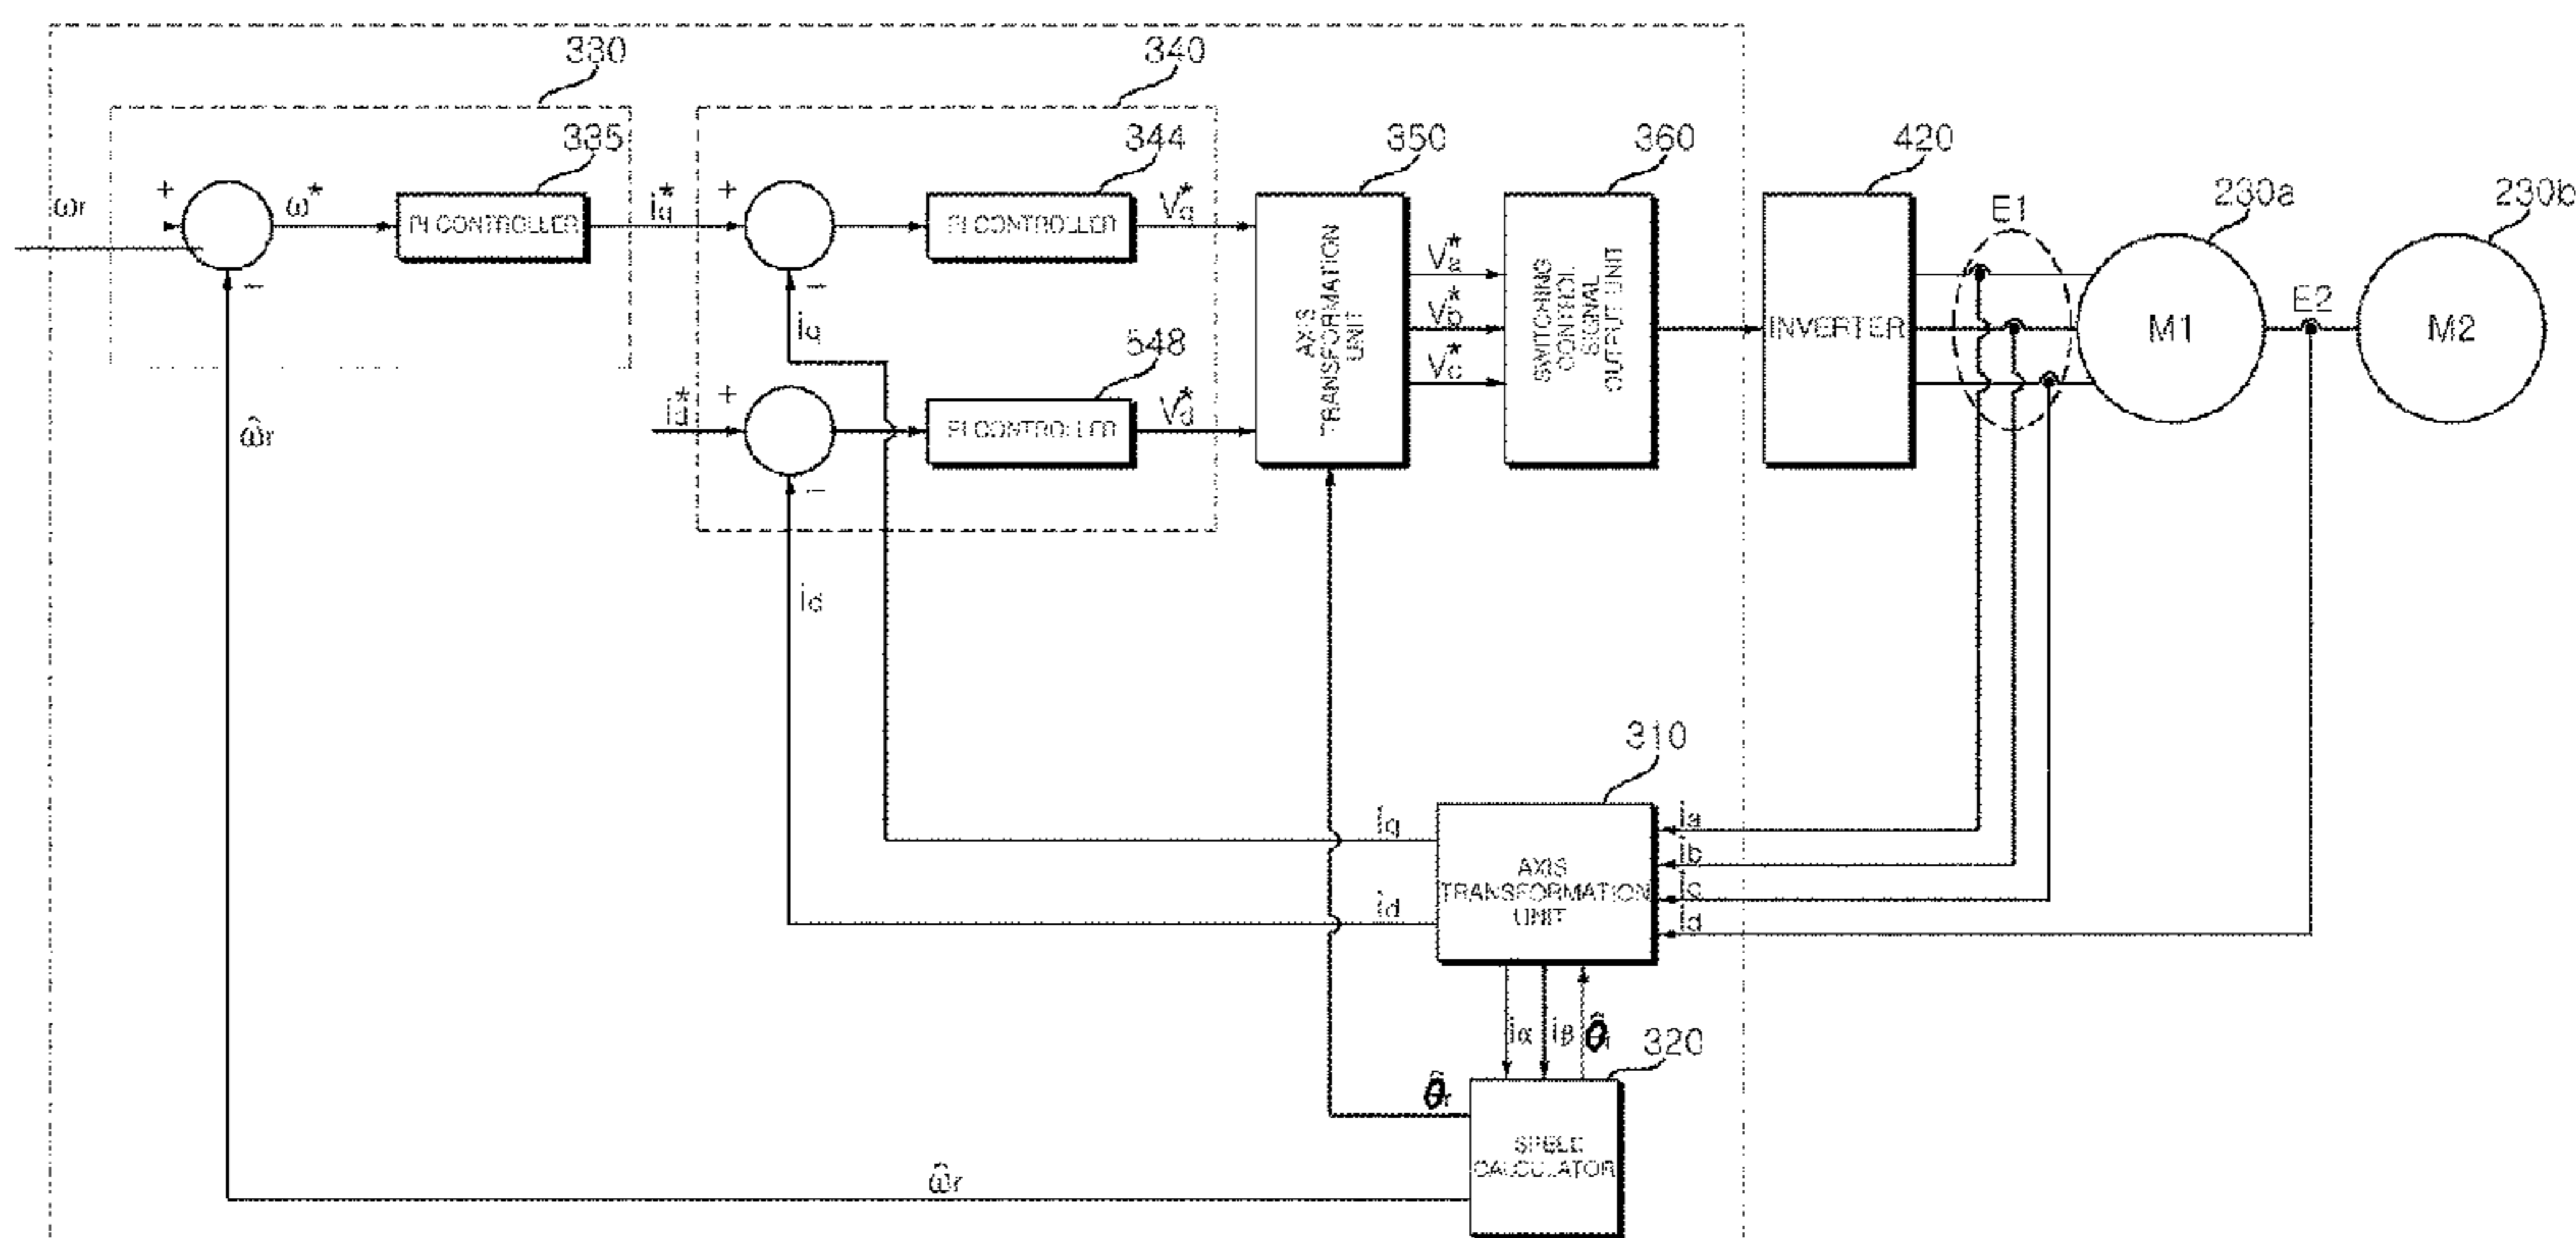 330
340
335
344
350
360
420
230a
230b
ωr
+
ω*
PI CONTROLLER
iq*
+
PI CONTROLLER
Vq*
AXIS
TRANSFORMATION
UNIT
Va*
Vb*
Vc*
SWITCHING
CONTROL
SIGNAL
OUTPUT UNIT
INVERTER
E1
M1
E2
M2
−
−
iq
548
ω̂r
id*
+
PI CONTROLLER
Vd*
−
id
310
iq
id
AXIS
TRANSFORMATION
UNIT
ia
ib
ic
id
iα
iβ
θ̂r
320
θ̂r
SPEED
CALCULATOR
ω̂r